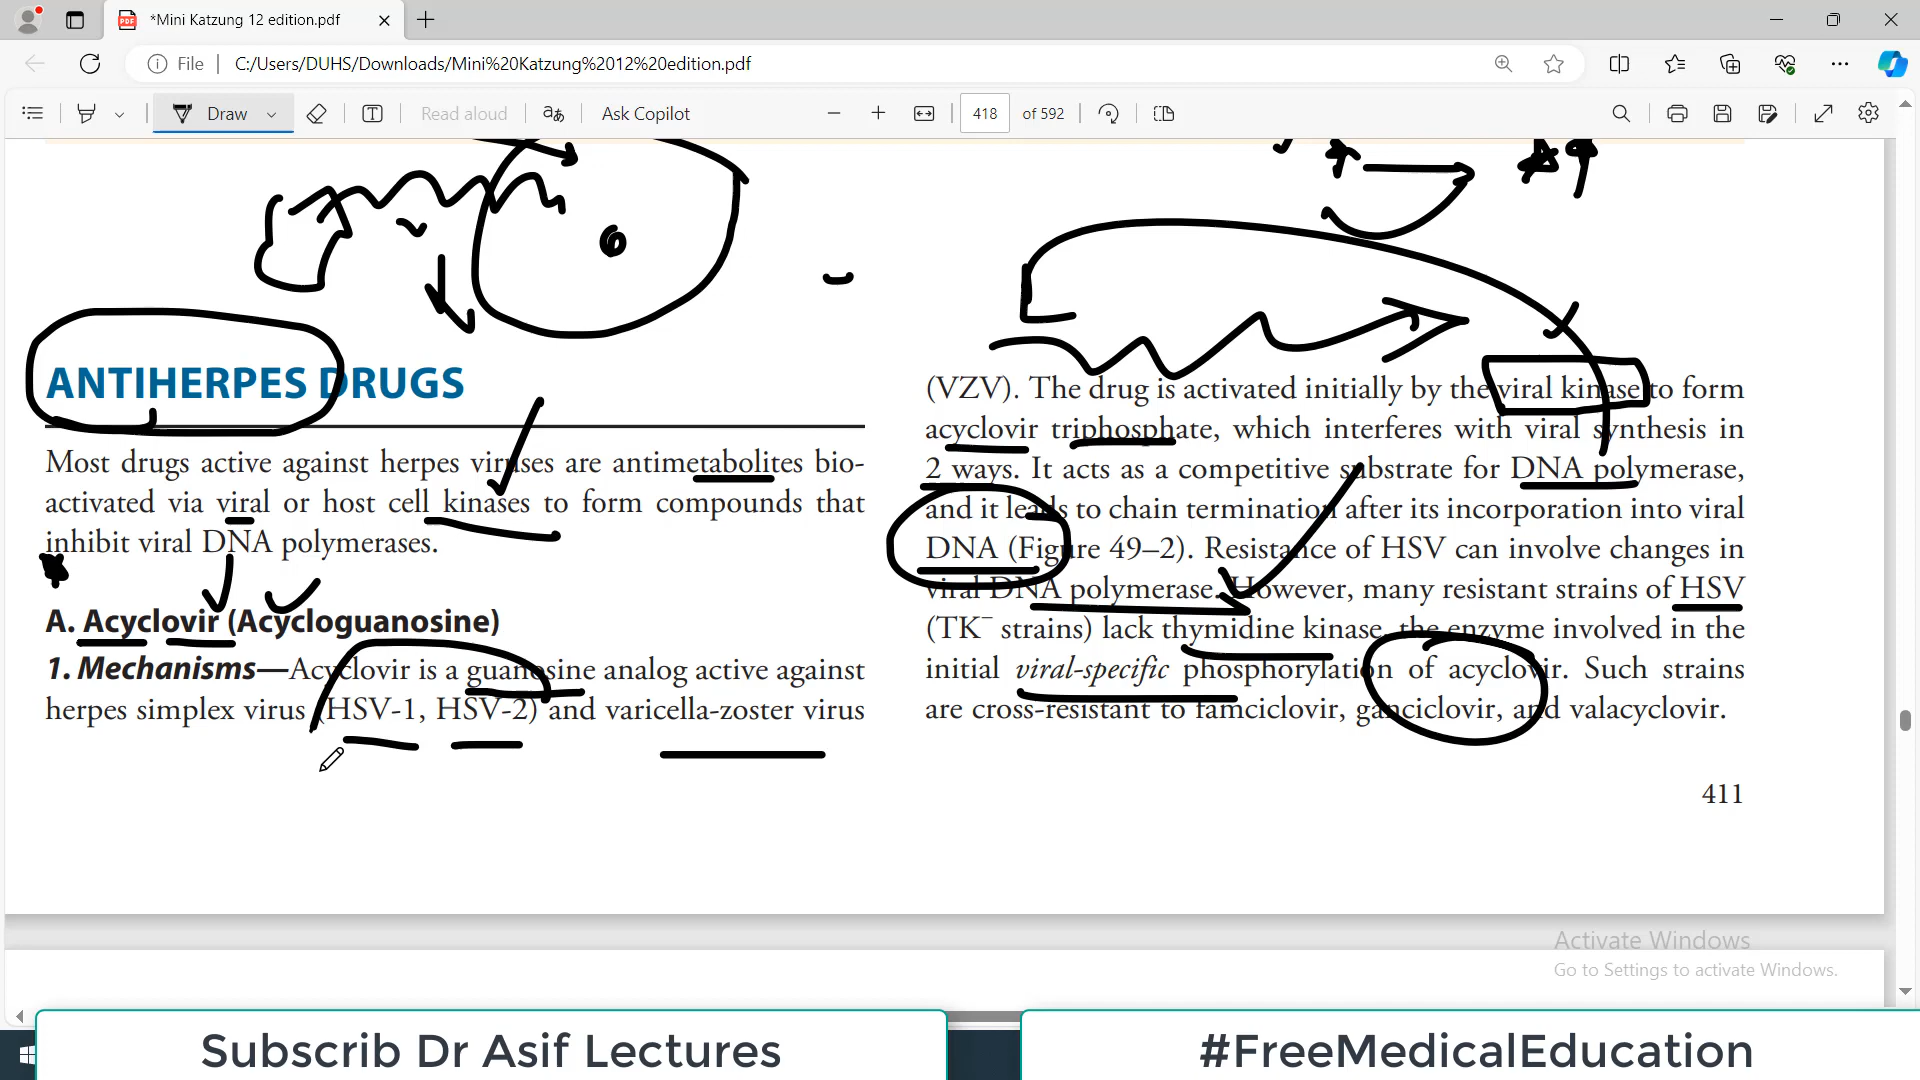 *Mini Katzung 12 edition.pdf
File
C:/Users/DUHS/Downloads/Mini%20Katzung%2012%20edition.pdf
Draw
Read aloud
Ask Copilot
418 of 592
ANTIHERPES DRUGS
Most drugs active against herpes viruses are antimetabolites bio-
activated via viral or host cell kinases to form compounds that
inhibit viral DNA polymerases.
A. Acyclovir (Acycloguanosine)
1. Mechanisms—Acyclovir is a guanosine analog active against
herpes simplex virus (HSV-1, HSV-2) and varicella-zoster virus
(VZV). The drug is activated initially by the viral kinase to form
acyclovir triphosphate, which interferes with viral synthesis in
2 ways. It acts as a competitive substrate for DNA polymerase,
and it leads to chain termination after its incorporation into viral
DNA (Figure 49–2). Resistance of HSV can involve changes in
viral DNA polymerase. However, many resistant strains of HSV
(TK⁻ strains) lack thymidine kinase, the enzyme involved in the
initial viral-specific phosphorylation of acyclovir. Such strains
are cross-resistant to famciclovir, ganciclovir, and valacyclovir.
411
Activate Windows
Go to Settings to activate Windows.
Subscrib Dr Asif Lectures
#FreeMedicalEducation